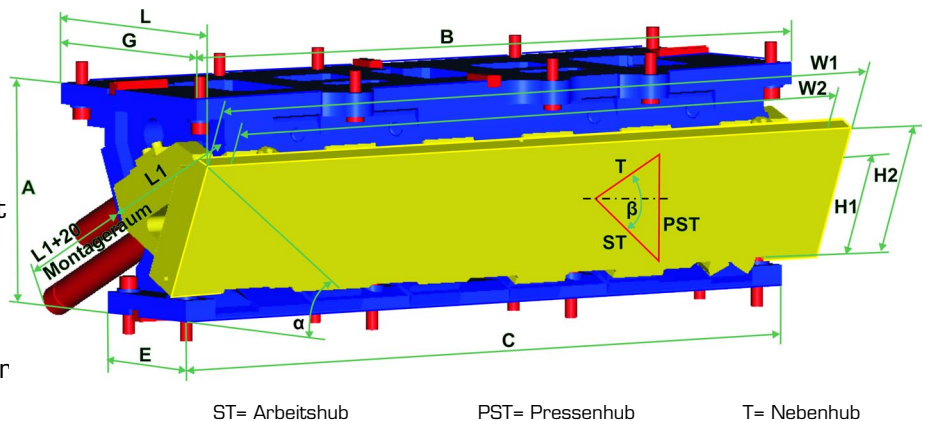 L
G
B
W1
W2
A
L1
L1+20
Montageraum
T
β
ST
PST
H1
H2
t
α
E
C
r
ST= Arbeitshub PST= Pressenhub T= Nebenhub